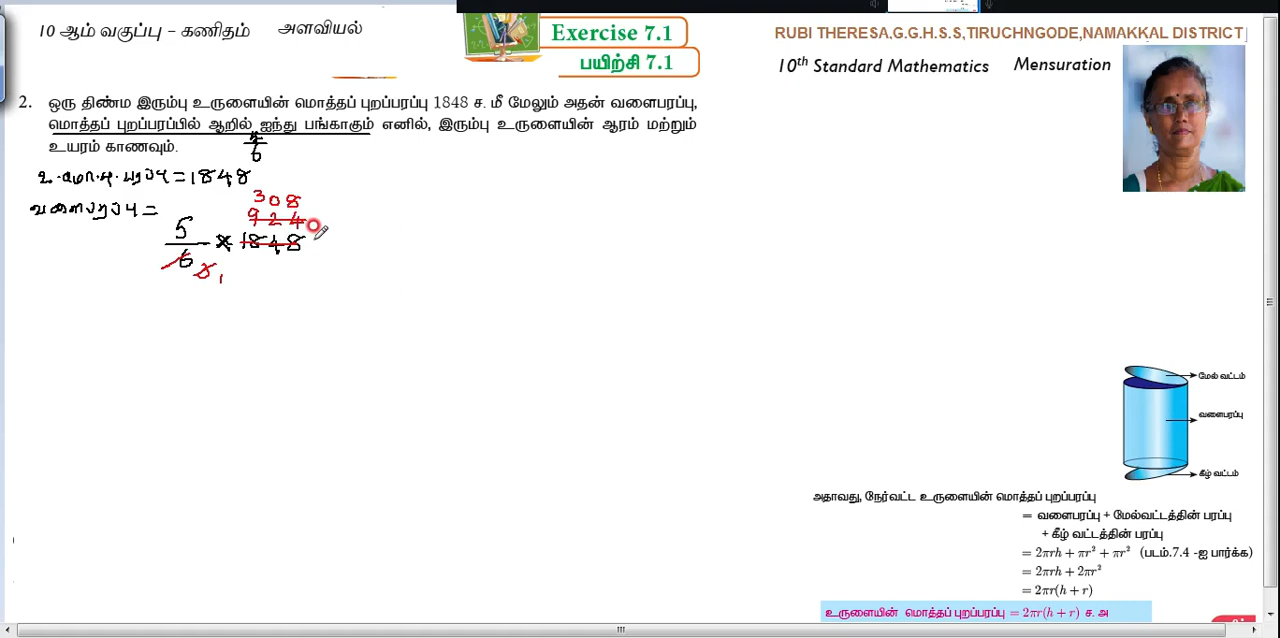 10 ஆம் வகுப்பு – கணிதம் அளவியல்
Exercise 7.1
பயிற்சி 7.1
RUBI THERESA,G.G.H.S.S,TIRUCHNGODE,NAMAKKAL DISTRICT
10th Standard Mathematics Mensuration
2. ஒரு திண்ம இரும்பு உருளையின் மொத்தப் புறப்பரப்பு 1848 ச. மீ மேலும் அதன் வளைபரப்பு,
மொத்தப் புறப்பரப்பில் ஆறில் ஐந்து பங்காகும் எனில், இரும்பு உருளையின் ஆரம் மற்றும்
உயரம் காணவும்.
உ.மொ.பு.பரப்பு = 1848
வளைபரப்பு =
308
924
5/6 × 1848
3 1
மேல் வட்டம்
வளைபரப்பு
கீழ் வட்டம்
அதாவது, நேர்வட்ட உருளையின் மொத்தப் புறப்பரப்பு
= வளைபரப்பு + மேல்வட்டத்தின் பரப்பு
+ கீழ் வட்டத்தின் பரப்பு
= 2πrh + πr² + πr² (படம்.7.4 -ஐ பார்க்க)
= 2πrh + 2πr²
= 2πr(h + r)
உருளையின் மொத்தப் புறப்பரப்பு = 2πr(h + r) ச. அ